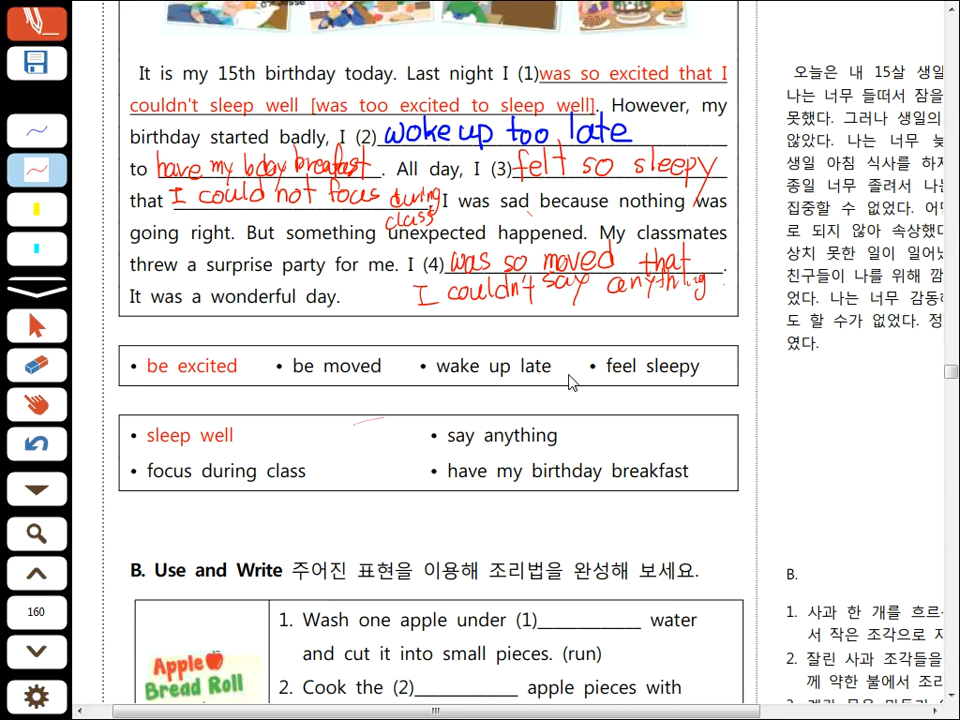 It is my 15th birthday today. Last night I (1)was so excited that I
couldn't sleep well [was too excited to sleep well]. However, my
birthday started badly, I (2) woke up too late
to have my bday breakfast. All day, I (3) felt so sleepy
that I could not focus during class I was sad because nothing was
going right. But something unexpected happened. My classmates
threw a surprise party for me. I (4) was so moved that
I couldn't say anything.
It was a wonderful day.
• be excited • be moved • wake up late • feel sleepy
• sleep well • say anything
• focus during class • have my birthday breakfast
B. Use and Write 주어진 표현을 이용해 조리법을 완성해 보세요.
Apple
Bread Roll
1. Wash one apple under (1)____________ water
and cut it into small pieces. (run)
2. Cook the (2)____________ apple pieces with
오늘은 내 15살 생일
나는 너무 들떠서 잠을
못했다. 그러나 생일의
않았다. 나는 너무 늦
생일 아침 식사를 하지
종일 너무 졸려서 나는
집중할 수 없었다. 어
로 되지 않아 속상했다
상치 못한 일이 일어났
친구들이 나를 위해 깜
었다. 나는 너무 감동
도 할 수가 없었다. 정
였다.
B.
1. 사과 한 개를 흐르
서 작은 조각으로 자
2. 잘린 사과 조각들을
께 약한 불에서 조리
160